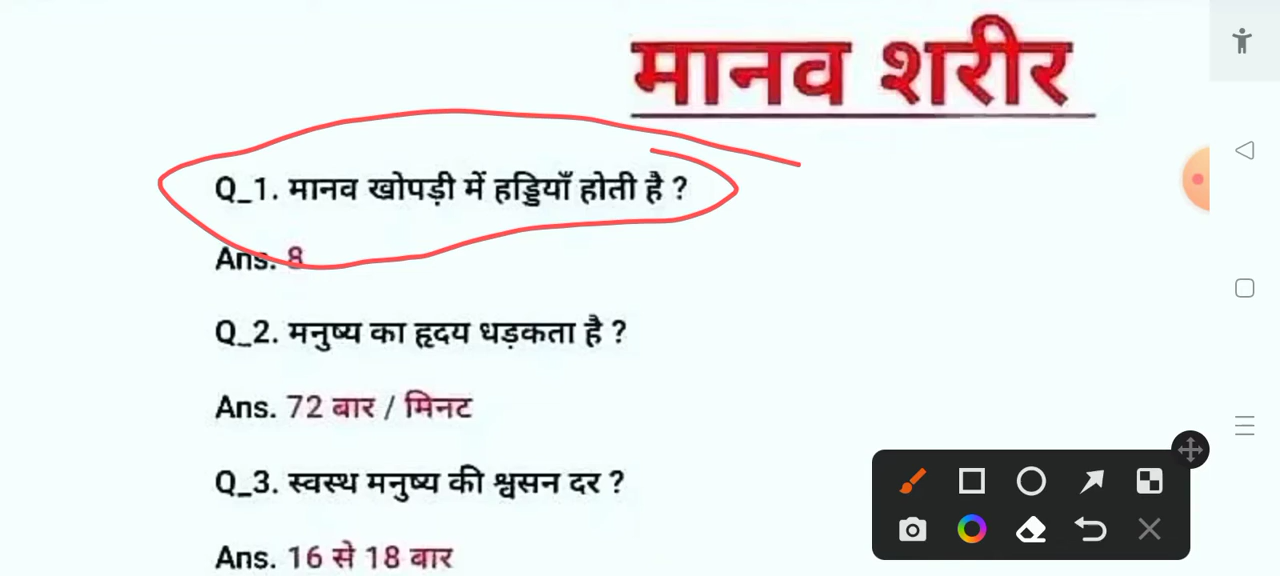 मानव शरीर
Q_1. मानव खोपड़ी में हड्डियाँ होती है ?
Ans. 8
Q_2. मनुष्य का हृदय धड़कता है ?
Ans. 72 बार / मिनट
Q_3. स्वस्थ मनुष्य की श्वसन दर ?
Ans. 16 से 18 बार